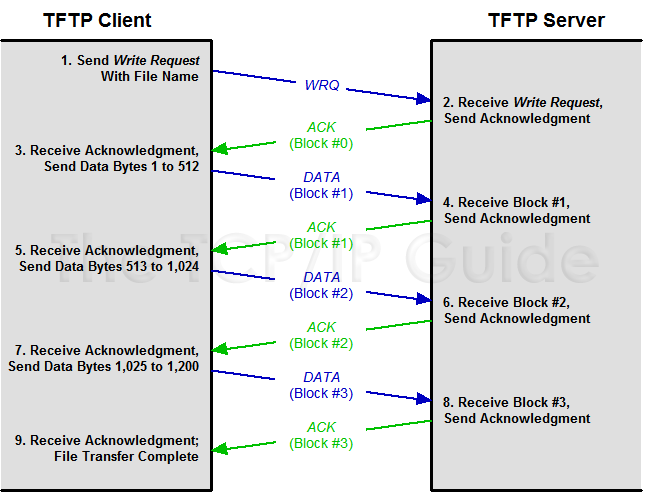 TFTP Client
TFTP Server
1. Send Write Request
With File Name
WRQ
2. Receive Write Request,
Send Acknowledgment
ACK
(Block #0)
3. Receive Acknowledgment,
Send Data Bytes 1 to 512
DATA
(Block #1)
4. Receive Block #1,
Send Acknowledgment
ACK
(Block #1)
5. Receive Acknowledgment,
Send Data Bytes 513 to 1,024
The TCP/IP Guide
DATA
(Block #2)
6. Receive Block #2,
Send Acknowledgment
ACK
(Block #2)
7. Receive Acknowledgment,
Send Data Bytes 1,025 to 1,200
DATA
(Block #3)
8. Receive Block #3,
Send Acknowledgment
ACK
(Block #3)
9. Receive Acknowledgment;
File Transfer Complete